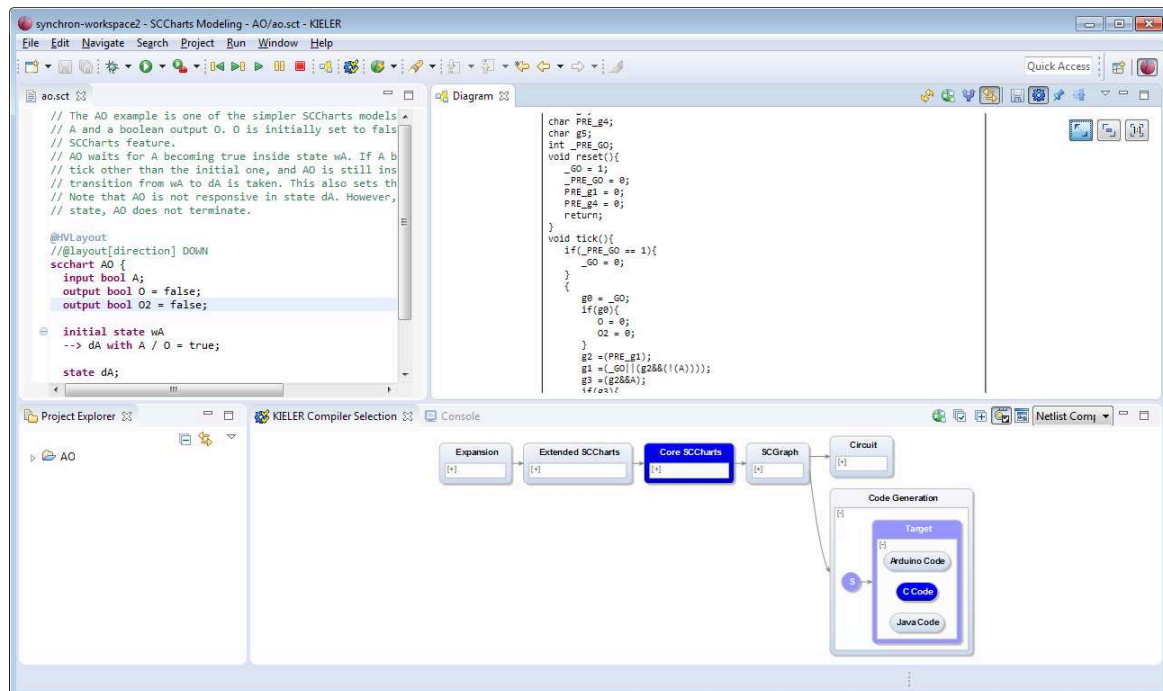 synchron-workspace2 - SCCharts Modeling - AO/ao.sct - KIELER
File Edit Navigate Search Project Run Window Help
Quick Access
ao.sct
// The AO example is one of the simpler SCCharts models
// A and a boolean output O. O is initially set to fals
// SCCharts feature.
// AO waits for A becoming true inside state wA. If A b
// tick other than the initial one, and AO is still ins
// transition from wA to dA is taken. This also sets th
// Note that AO is not responsive in state dA. However,
// state, AO does not terminate.
@HVLayout
//@layout[direction] DOWN
scchart AO {
input bool A;
output bool O = false;
output bool O2 = false;
initial state wA
--> dA with A / O = true;
state dA;
Diagram
char PRE_g4;
char g5;
int _PRE_GO;
void reset(){
_GO = 1;
_PRE_GO = 0;
PRE_g1 = 0;
PRE_g4 = 0;
return;
}
void tick(){
if(_PRE_GO == 1){
_GO = 0;
}
{
g0 = _GO;
if(g0){
O = 0;
O2 = 0;
}
g2 =(PRE_g1);
g1 =(_GO||(g2&&(!(A))));
g3 =(g2&&A);
if(g3){
Project Explorer
AO
KIELER Compiler Selection
Console
Netlist Comp
Expansion
[+]
Extended SCCharts
[+]
Core SCCharts
[+]
SCGraph
[+]
Circuit
[+]
Code Generation
[-]
Target
[-]
S
Arduino Code
C Code
Java Code